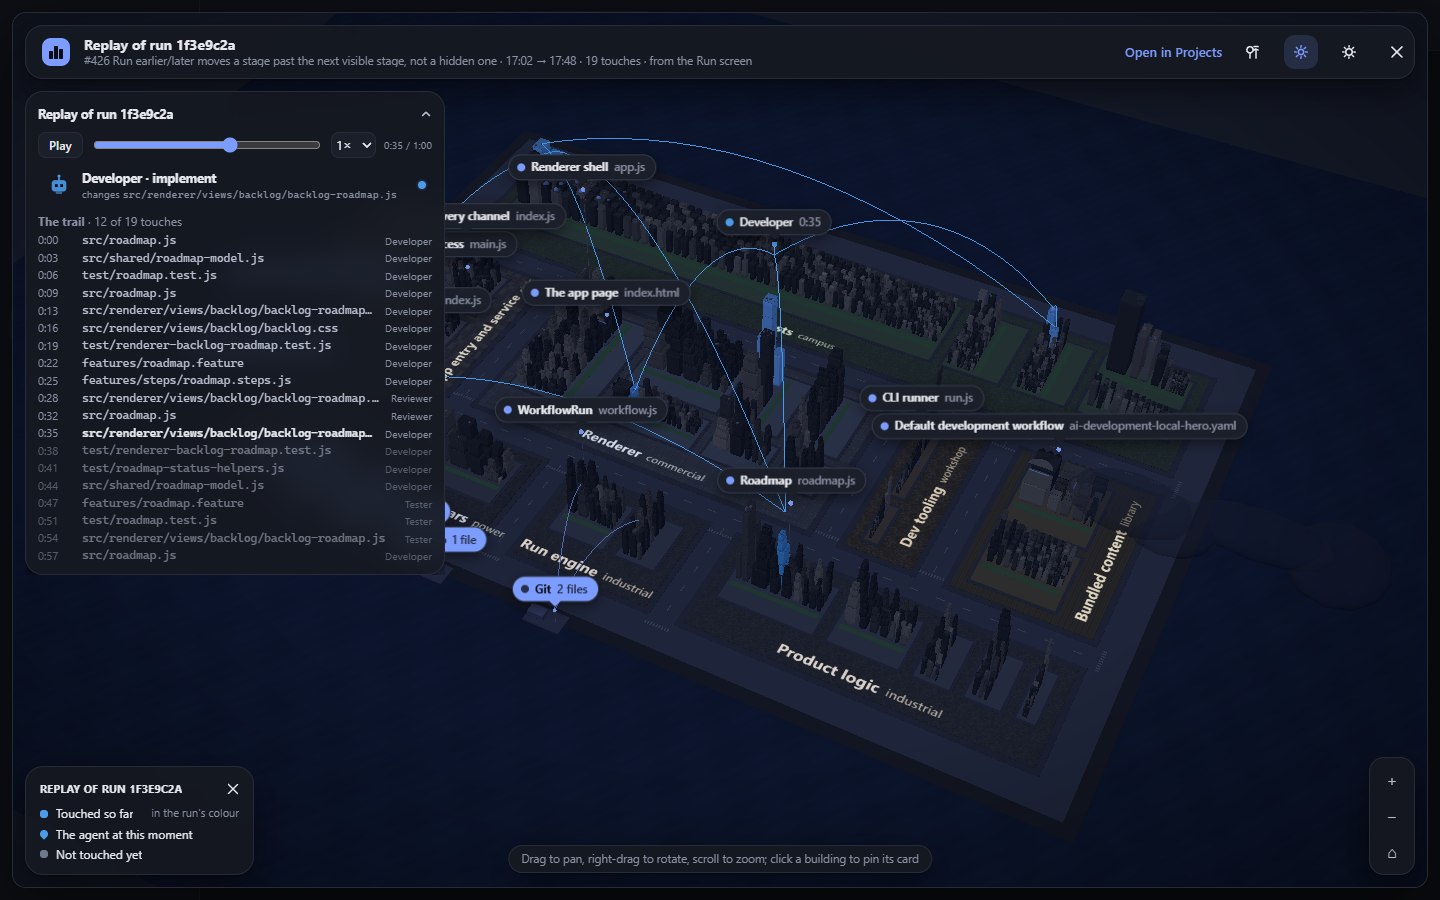 Replay of run 1f3e9c2a
#426 Run earlier/later moves a stage past the next visible stage, not a hidden one · 17:02 → 17:48 · 19 touches · from the Run screen
Open in Projects
Replay of run 1f3e9c2a
Play
1×
0:35 / 1:00
Developer · implement
changes src/renderer/views/backlog/backlog-roadmap.js
The trail · 12 of 19 touches
0:00 src/roadmap.js Developer
0:03 src/shared/roadmap-model.js Developer
0:06 test/roadmap.test.js Developer
0:09 src/roadmap.js Developer
0:13 src/renderer/views/backlog/backlog-roadmap… Developer
0:16 src/renderer/views/backlog/backlog.css Developer
0:19 test/renderer-backlog-roadmap.test.js Developer
0:22 features/roadmap.feature Developer
0:25 features/steps/roadmap.steps.js Developer
0:28 src/renderer/views/backlog/backlog-roadmap.… Reviewer
0:32 src/roadmap.js Reviewer
0:35 src/renderer/views/backlog/backlog-roadmap… Developer
0:38 test/renderer-backlog-roadmap.test.js Developer
0:41 test/roadmap-status-helpers.js Developer
0:44 src/shared/roadmap-model.js Developer
0:47 features/roadmap.feature Tester
0:51 test/roadmap.test.js Tester
0:54 src/renderer/views/backlog/backlog-roadmap.js Tester
0:57 src/roadmap.js Developer
Renderer shell app.js
very channel index.js
Developer 0:35
cess main.js
The app page index.html
ndex.js
entry and service
sts campus
CLI runner run.js
WorkflowRun workflow.js
Default development workflow ai-development-local-hero.yaml
Renderer commercial
Roadmap roadmap.js
Dev tooling workshop
ars power
1 file
Run engine industrial
Bundled content library
Git 2 files
Product logic industrial
REPLAY OF RUN 1F3E9C2A
Touched so far in the run's colour
The agent at this moment
Not touched yet
Drag to pan, right-drag to rotate, scroll to zoom; click a building to pin its card
+
−